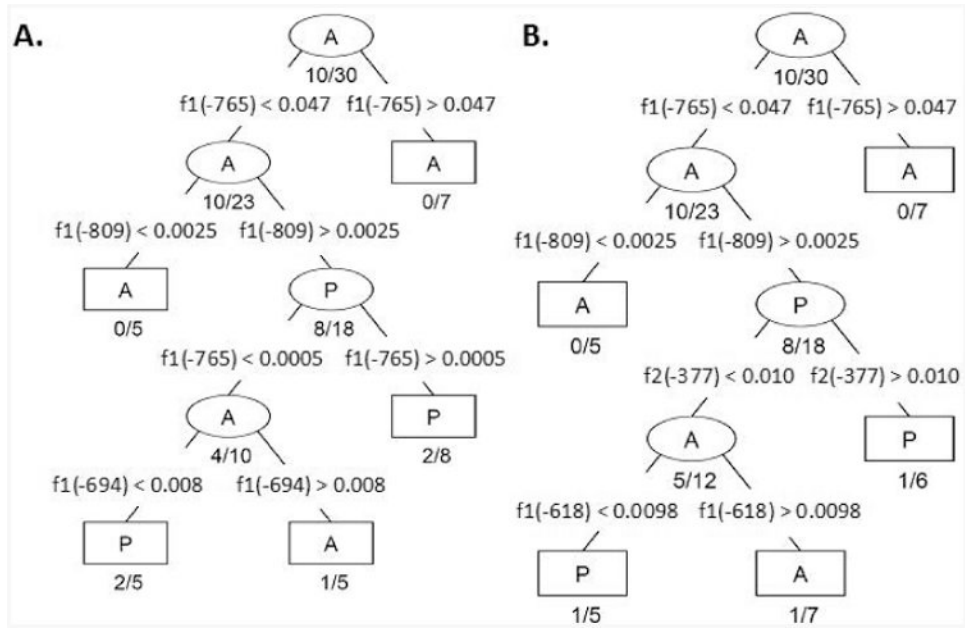 A.
A
10/30
f1(-765) < 0.047 f1(-765) > 0.047
A A
10/23 0/7
f1(-809) < 0.0025 f1(-809) > 0.0025
A P
0/5 8/18
f1(-765) < 0.0005 f1(-765) > 0.0005
A P
4/10 2/8
f1(-694) < 0.008 f1(-694) > 0.008
P A
2/5 1/5
B.
A
10/30
f1(-765) < 0.047 f1(-765) > 0.047
A A
10/23 0/7
f1(-809) < 0.0025 f1(-809) > 0.0025
A P
0/5 8/18
f2(-377) < 0.010 f2(-377) > 0.010
A P
5/12 1/6
f1(-618) < 0.0098 f1(-618) > 0.0098
P A
1/5 1/7